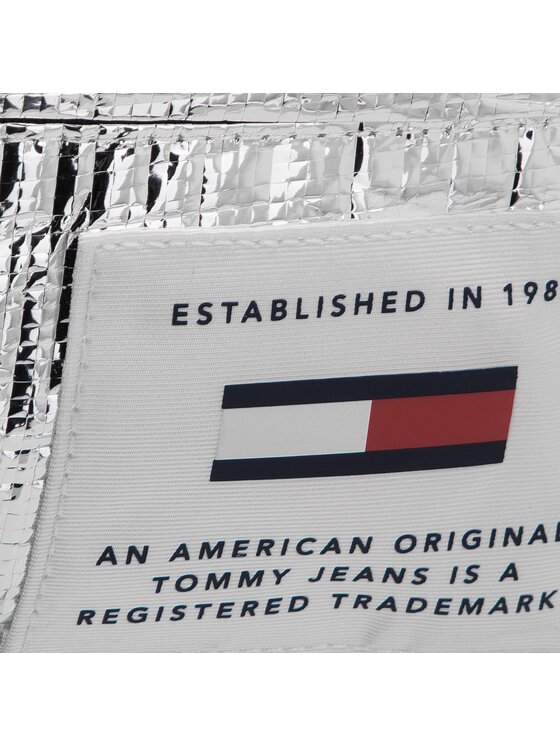 ESTABLISHED IN 198
AN AMERICAN ORIGINAL
TOMMY JEANS IS A
REGISTERED TRADEMARK